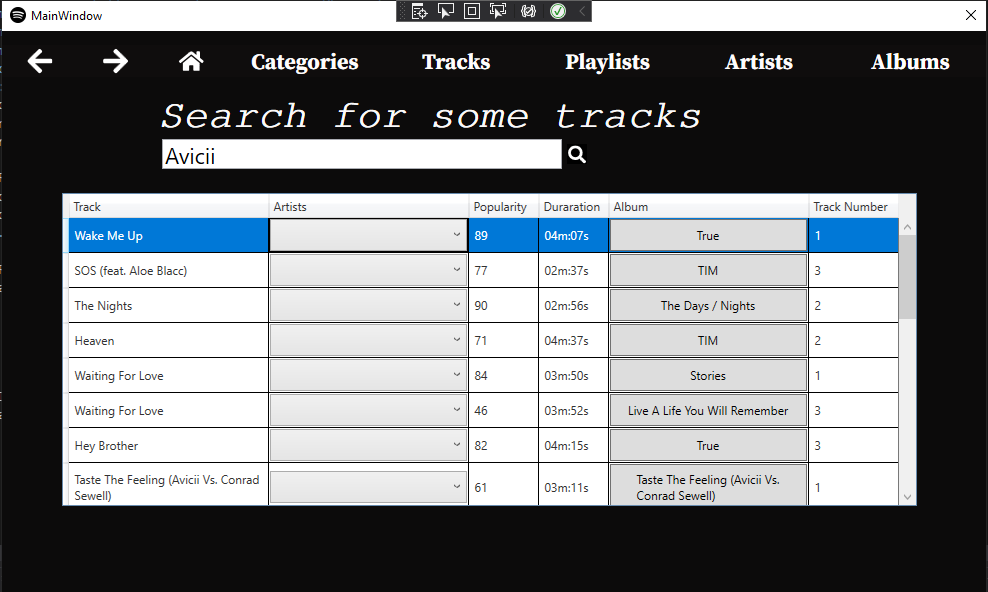 MainWindow
Categories Tracks Playlists Artists Albums
Search for some tracks
Avicii
Track Artists Popularity Duraration Album Track Number
Wake Me Up 89 04m:07s True 1
SOS (feat. Aloe Blacc) 77 02m:37s TIM 3
The Nights 90 02m:56s The Days / Nights 2
Heaven 71 04m:37s TIM 2
Waiting For Love 84 03m:50s Stories 1
Waiting For Love 46 03m:52s Live A Life You Will Remember 3
Hey Brother 82 04m:15s True 3
Taste The Feeling (Avicii Vs. Conrad Sewell) 61 03m:11s Taste The Feeling (Avicii Vs. Conrad Sewell) 1